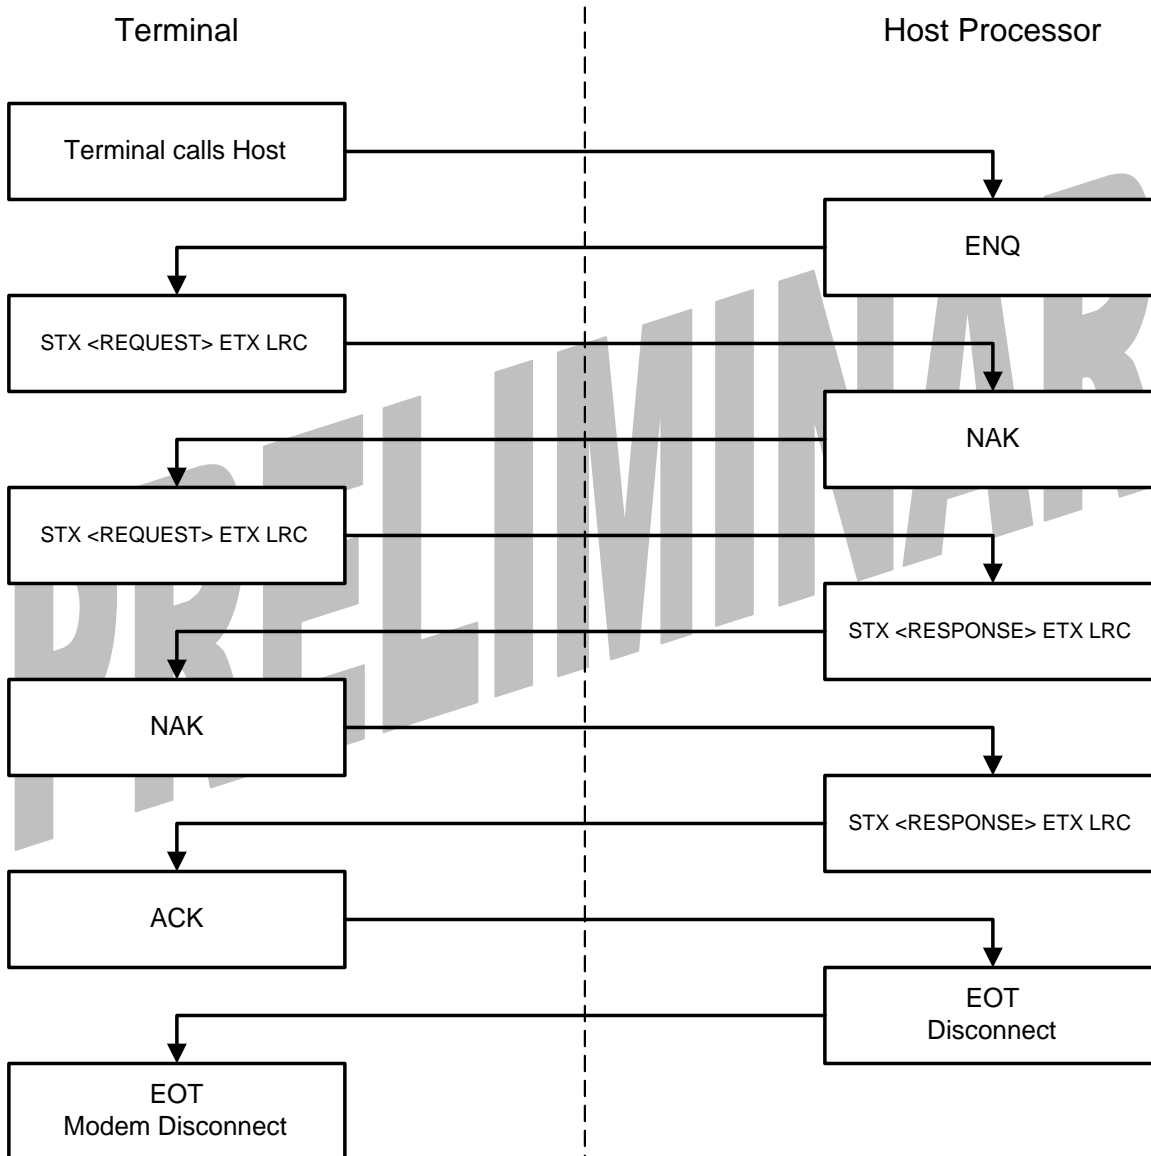 Terminal
Host Processor
Terminal calls Host
ENQ
STX <REQUEST> ETX LRC
NAK
STX <REQUEST> ETX LRC
STX <RESPONSE> ETX LRC
NAK
STX <RESPONSE> ETX LRC
ACK
EOT
Disconnect
EOT
Modem Disconnect
PRELIMINAR